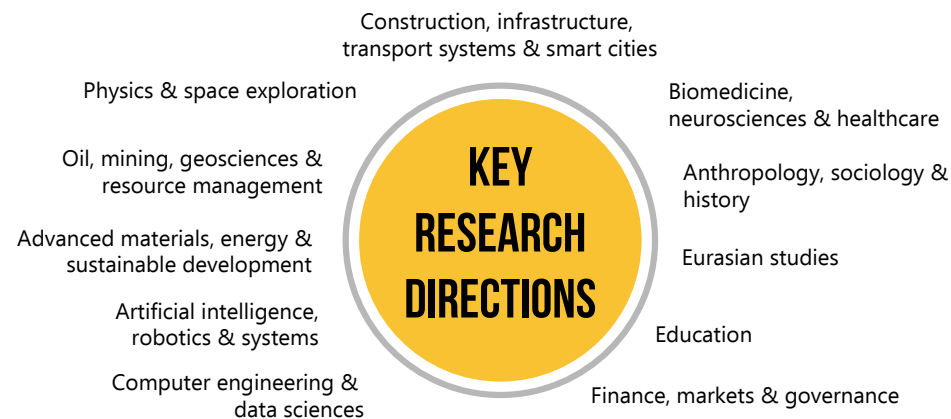 Construction, infrastructure,
transport systems & smart cities
Physics & space exploration
Biomedicine,
neurosciences & healthcare
Oil, mining, geosciences &
resource management
Anthropology, sociology &
history
Advanced materials, energy &
sustainable development
Eurasian studies
Artificial intelligence,
robotics & systems
Education
Computer engineering &
data sciences
Finance, markets & governance
KEY
RESEARCH
DIRECTIONS